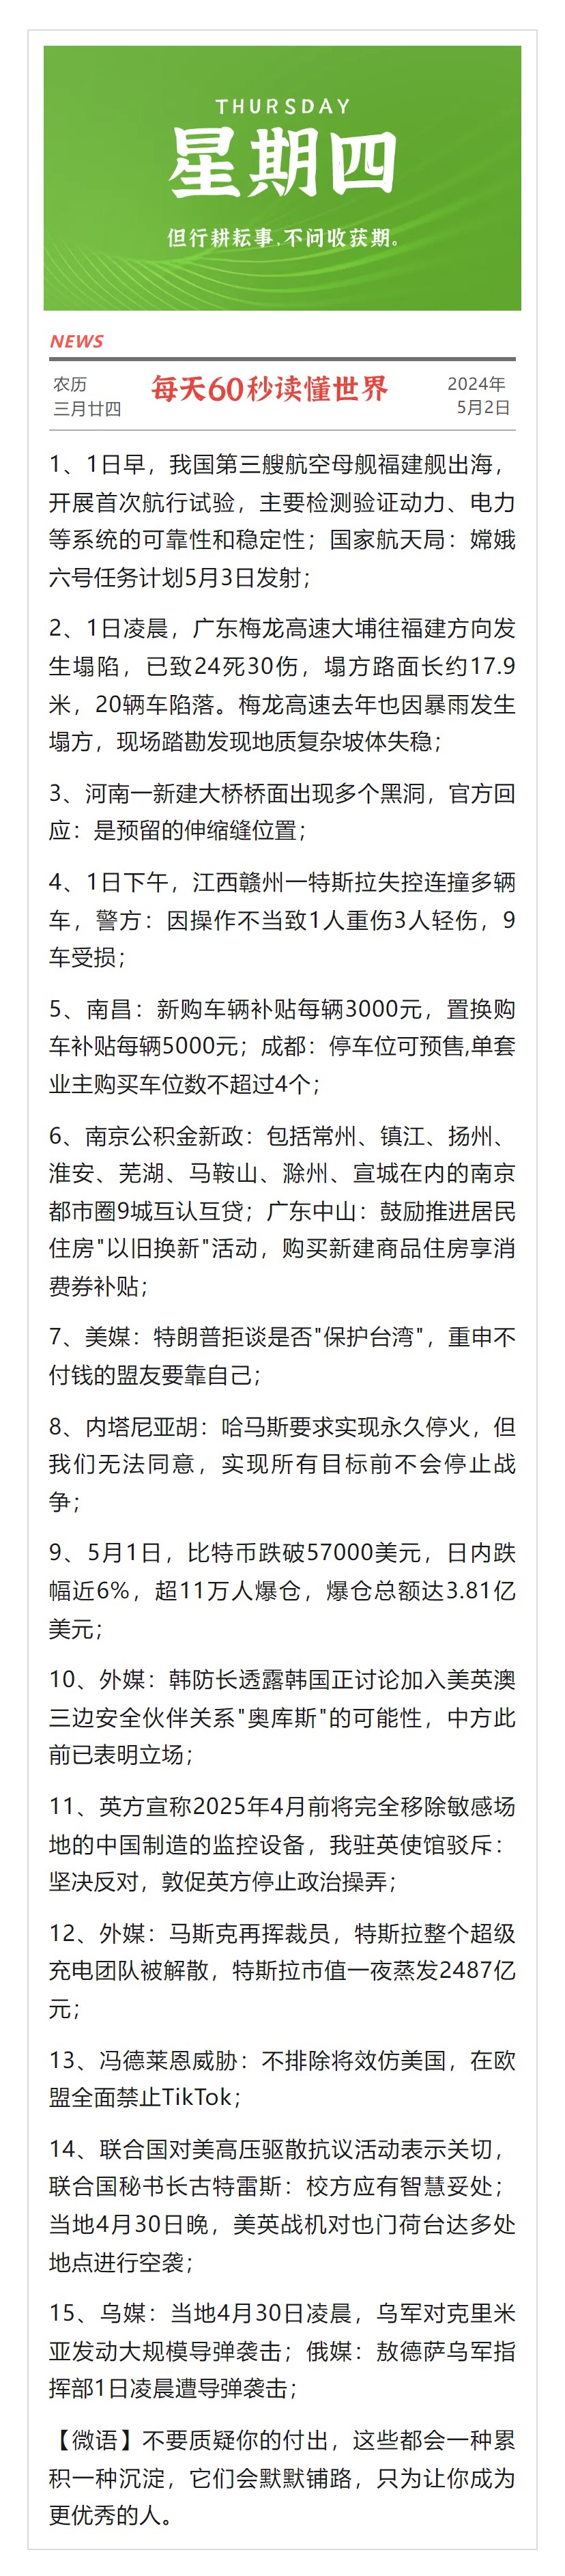 THURSDAY
星期四
但行耕耘事,不问收获期。
NEWS
农历
三月廿四
每天60秒读懂世界
2024年
5月2日
1、1日早，我国第三艘航空母舰福建舰出海，
开展首次航行试验，主要检测验证动力、电力
等系统的可靠性和稳定性；国家航天局：嫦娥
六号任务计划5月3日发射；
2、1日凌晨，广东梅龙高速大埔往福建方向发
生塌陷，已致24死30伤，塌方路面长约17.9
米，20辆车陷落。梅龙高速去年也因暴雨发生
塌方，现场踏勘发现地质复杂坡体失稳；
3、河南一新建大桥桥面出现多个黑洞，官方回
应：是预留的伸缩缝位置；
4、1日下午，江西赣州一特斯拉失控连撞多辆
车，警方：因操作不当致1人重伤3人轻伤，9
车受损；
5、南昌：新购车辆补贴每辆3000元，置换购
车补贴每辆5000元；成都：停车位可预售,单套
业主购买车位数不超过4个；
6、南京公积金新政：包括常州、镇江、扬州、
淮安、芜湖、马鞍山、滁州、宣城在内的南京
都市圈9城互认互贷；广东中山：鼓励推进居民
住房"以旧换新"活动，购买新建商品住房享消
费券补贴；
7、美媒：特朗普拒谈是否"保护台湾"，重申不
付钱的盟友要靠自己；
8、内塔尼亚胡：哈马斯要求实现永久停火，但
我们无法同意，实现所有目标前不会停止战
争；
9、5月1日，比特币跌破57000美元，日内跌
幅近6%，超11万人爆仓，爆仓总额达3.81亿
美元；
10、外媒：韩防长透露韩国正讨论加入美英澳
三边安全伙伴关系"奥库斯"的可能性，中方此
前已表明立场；
11、英方宣称2025年4月前将完全移除敏感场
地的中国制造的监控设备，我驻英使馆驳斥：
坚决反对，敦促英方停止政治操弄；
12、外媒：马斯克再挥裁员，特斯拉整个超级
充电团队被解散，特斯拉市值一夜蒸发2487亿
元；
13、冯德莱恩威胁：不排除将效仿美国，在欧
盟全面禁止TikTok；
14、联合国对美高压驱散抗议活动表示关切，
联合国秘书长古特雷斯：校方应有智慧妥处；
当地4月30日晚，美英战机对也门荷台达多处
地点进行空袭；
15、乌媒：当地4月30日凌晨，乌军对克里米
亚发动大规模导弹袭击；俄媒：敖德萨乌军指
挥部1日凌晨遭导弹袭击；
【微语】不要质疑你的付出，这些都会一种累
积一种沉淀，它们会默默铺路，只为让你成为
更优秀的人。